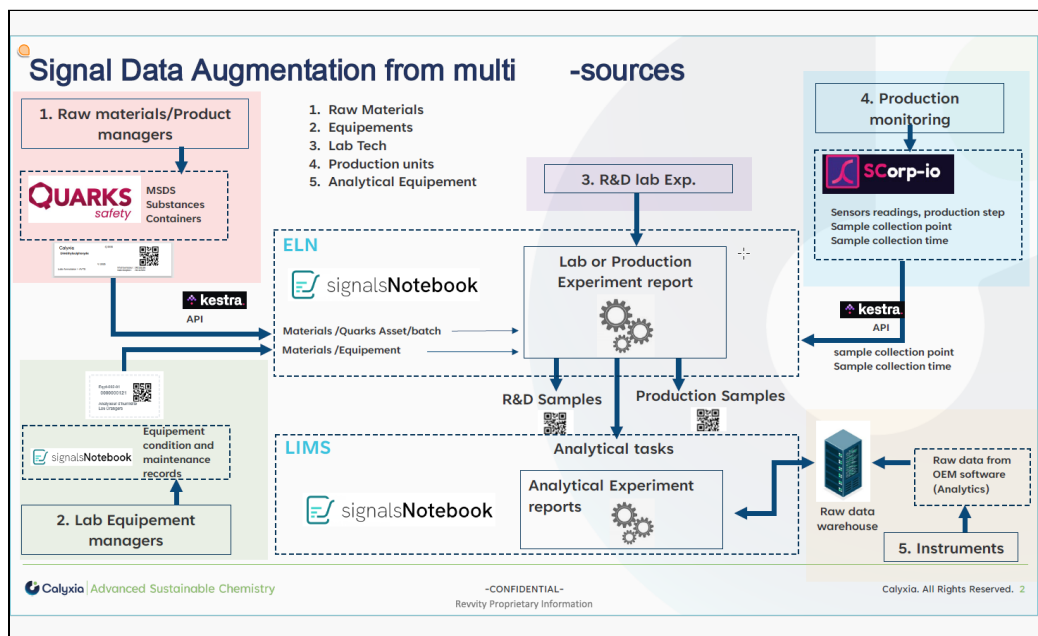 Signal Data Augmentation from multi -sources
1. Raw materials/Product
managers
QUARKS
safety
MSDS
Substances
Containers
Calyxia
kestra
API
1. Raw Materials
2. Equipements
3. Lab Tech
4. Production units
5. Analytical Equipement
3. R&D lab Exp.
4. Production
monitoring
SCorp-io
Sensors readings, production step
Sample collection point
Sample collection time
kestra
API
sample collection point
Sample collection time
ELN
signalsNotebook
Lab or Production
Experiment report
Materials /Quarks Asset/batch
Materials /Equipement
R&D Samples
Production Samples
0000000121
Les Orangers
signalsNotebook
Equipement
condition and
maintenance
records
2. Lab Equipement
managers
LIMS
signalsNotebook
Analytical tasks
Analytical Experiment
reports
Raw data
warehouse
Raw data from
OEM software
(Analytics)
5. Instruments
Calyxia Advanced Sustainable Chemistry
-CONFIDENTIAL-
Revvity Proprietary Information
Calyxia. All Rights Reserved. 2